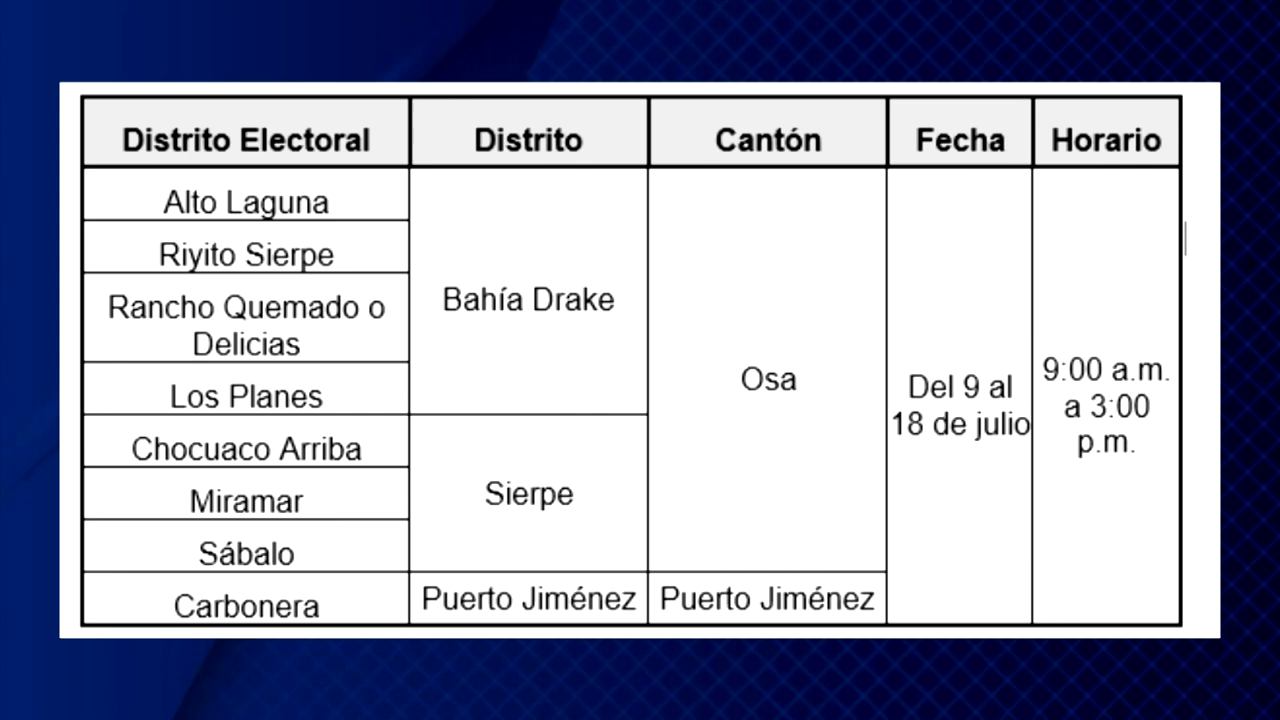 Distrito Electoral Distrito Cantón Fecha Horario
Alto Laguna
Riyito Sierpe
Rancho Quemado o
Delicias
Los Planes
Bahía Drake
Chocuaco Arriba
Miramar
Sábalo
Sierpe
Osa
Carbonera
Puerto Jiménez
Puerto Jiménez
Del 9 al
18 de julio
9:00 a.m.
a 3:00
p.m.